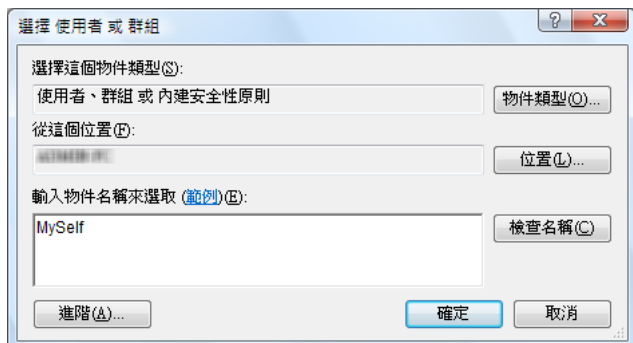 選擇 使用者 或 群組
選擇這個物件類型(S):
使用者、群組 或 內建安全性原則
物件類型(O)...
從這個位置(F):
位置(L)...
輸入物件名稱來選取 (範例)(E):
MySelf
檢查名稱(C)
進階(A)...
確定
取消